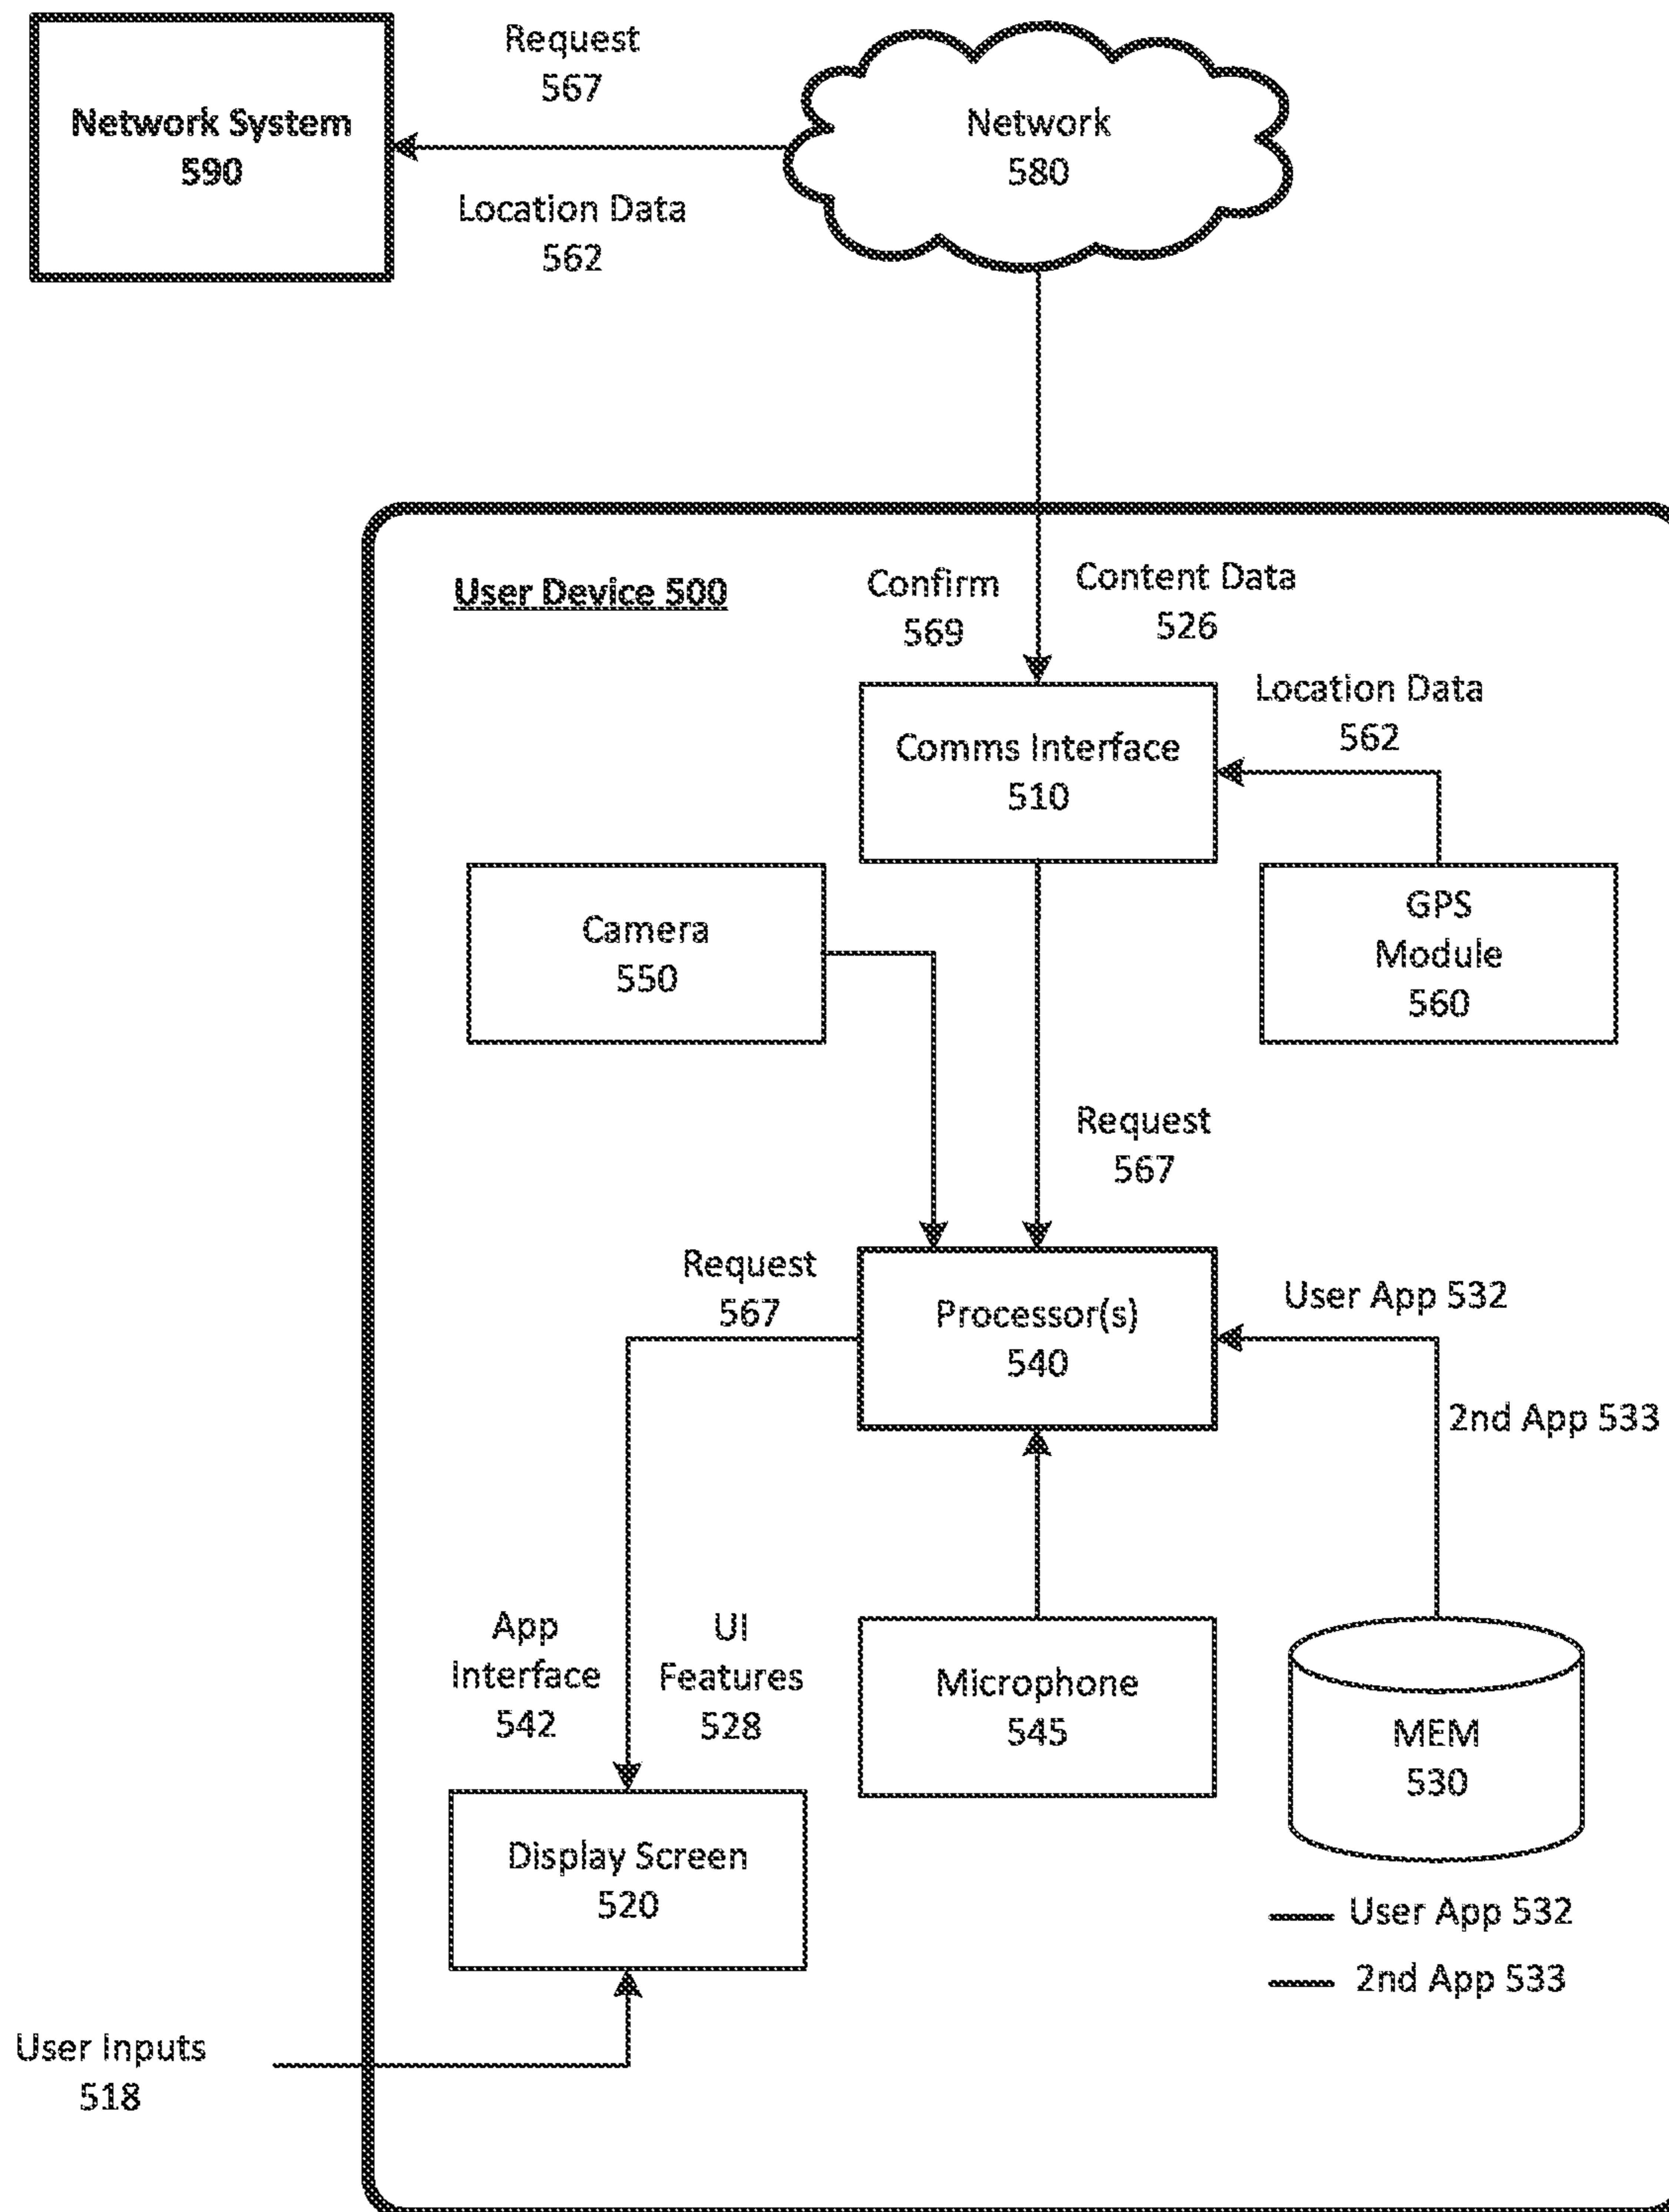 Request
567
Network System
590
Network
580
Location Data
562
User Device 500
Confirm
569
Content Data
526
Location Data
562
Comms Interface
510
Camera
550
GPS
Module
560
Request
567
Request
567
Processor(s)
540
User App 532
2nd App 533
App
Interface
542
UI
Features
528
Microphone
545
MEM
530
Display Screen
520
User App 532
2nd App 533
User Inputs
518